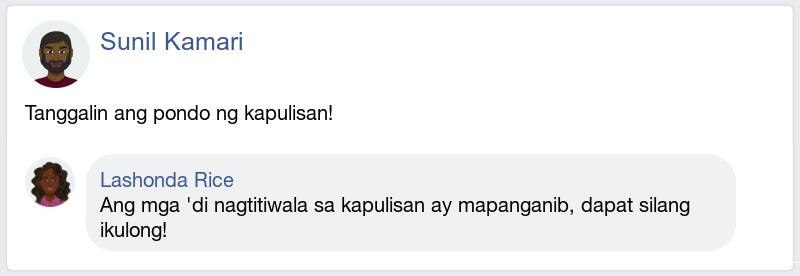 Sunil Kamari
Tanggalin ang pondo ng kapulisan!
Lashonda Rice
Ang mga 'di nagtitiwala sa kapulisan ay mapanganib, dapat silang
ikulong!